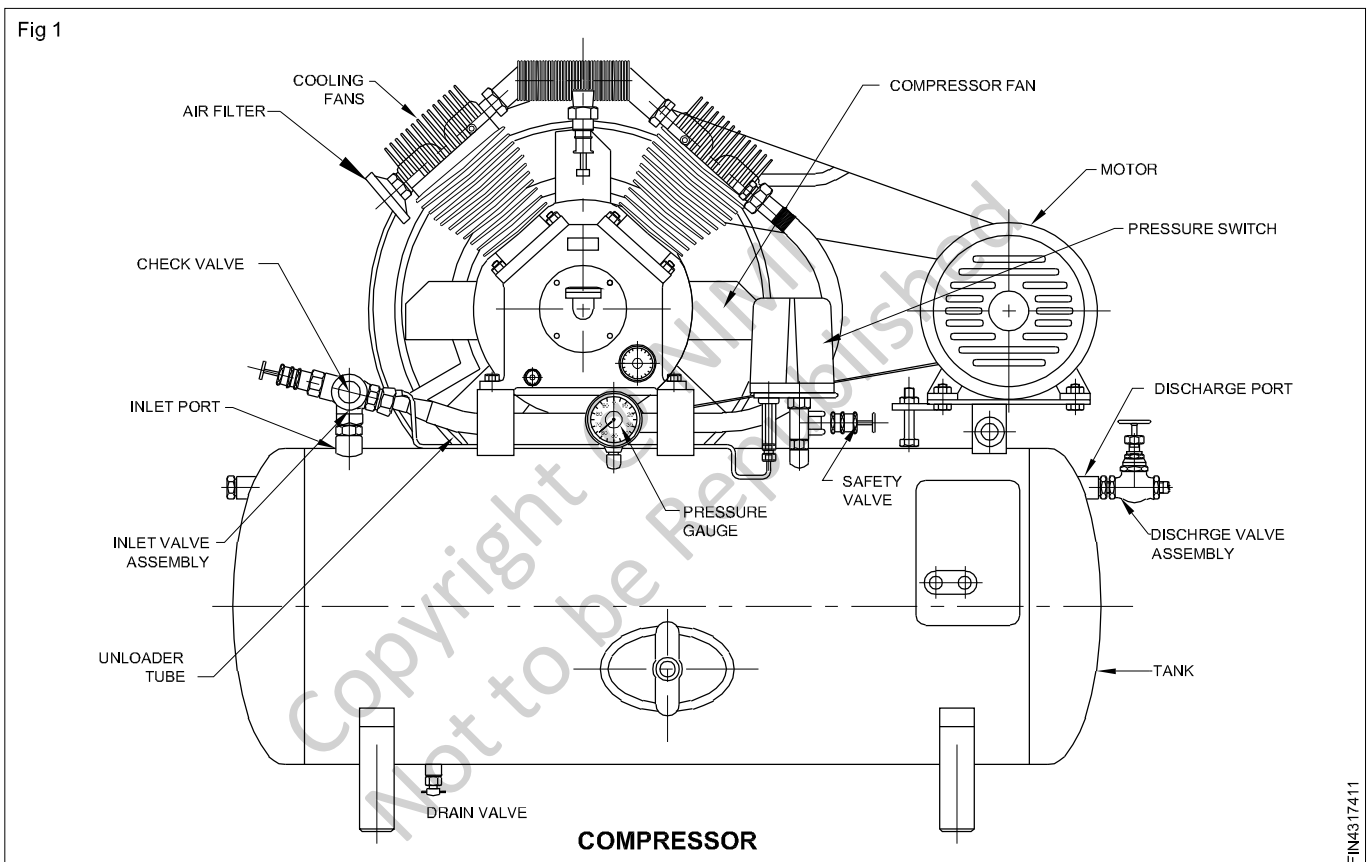 Fig 1
COOLING
FANS
AIR FILTER
COMPRESSOR FAN
MOTOR
PRESSURE SWITCH
CHECK VALVE
INLET PORT
DISCHARGE PORT
SAFETY
VALVE
PRESSURE
GAUGE
DISCHRGE VALVE
ASSEMBLY
INLET VALVE
ASSEMBLY
UNLOADER
TUBE
TANK
DRAIN VALVE
COMPRESSOR
FIN4317411
Copyright @ NIMI
Not to be Republished